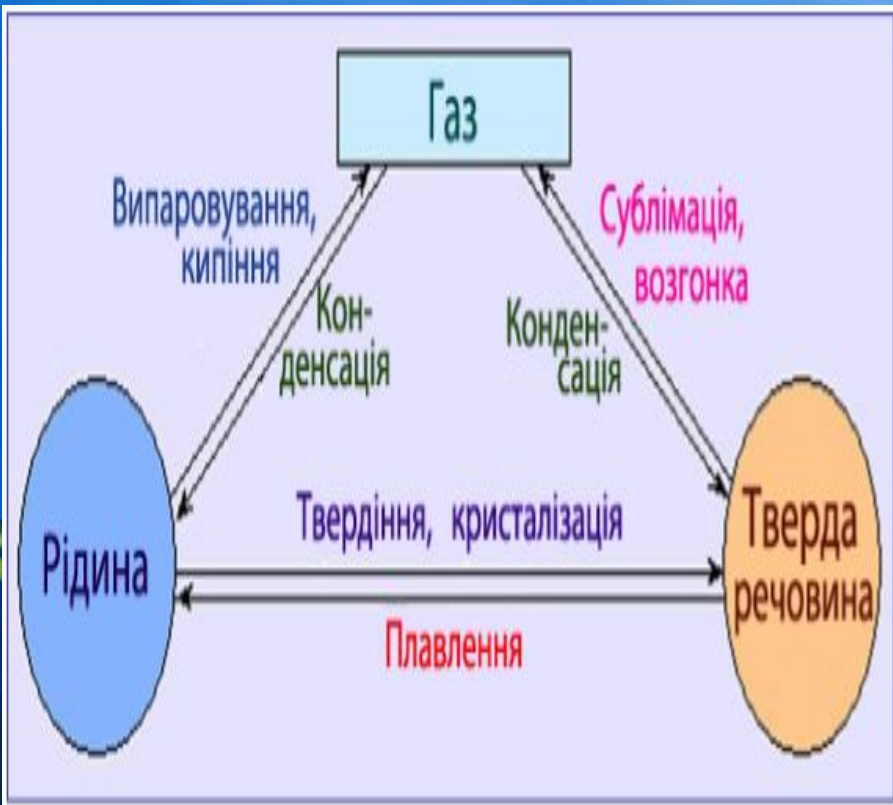 Газ
Випаровування,
кипіння
Сублімація,
возгонка
Кон-
денсація
Конден-
сація
Твердіння, кристалізація
Рідина
Тверда
речовина
Плавлення